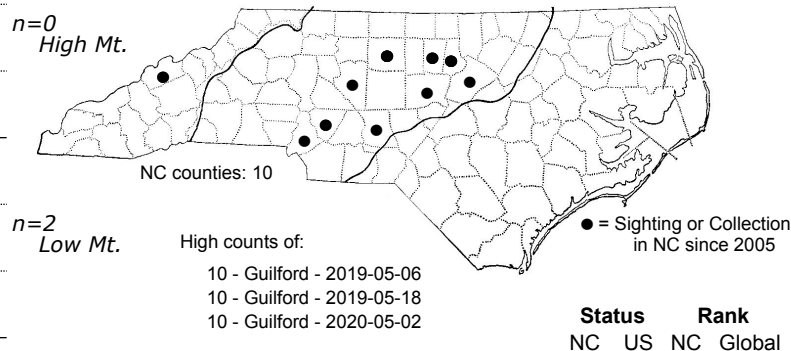 n=0
High Mt.
NC counties: 10
n=2
Low Mt.
High counts of:
10 - Guilford - 2019-05-06
10 - Guilford - 2019-05-18
10 - Guilford - 2020-05-02
● = Sighting or Collection
in NC since 2005
Status Rank
NC US NC Global